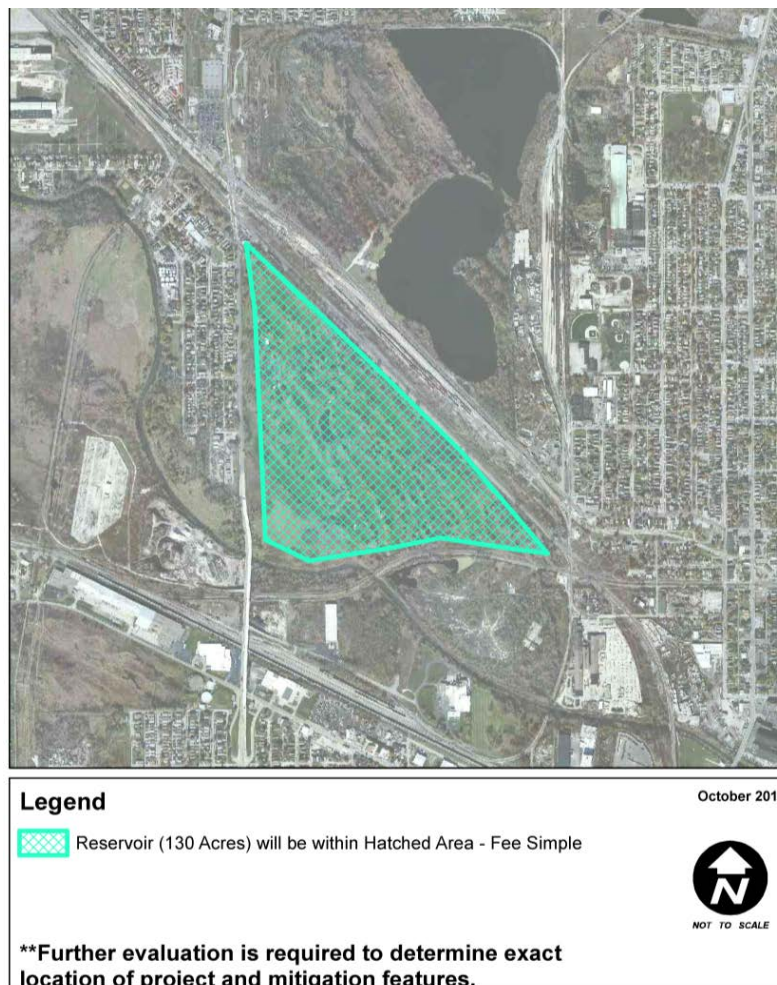 Legend
October 201
Reservoir (130 Acres) will be within Hatched Area - Fee Simple
N
NOT TO SCALE
**Further evaluation is required to determine exact
location of project and mitigation features.